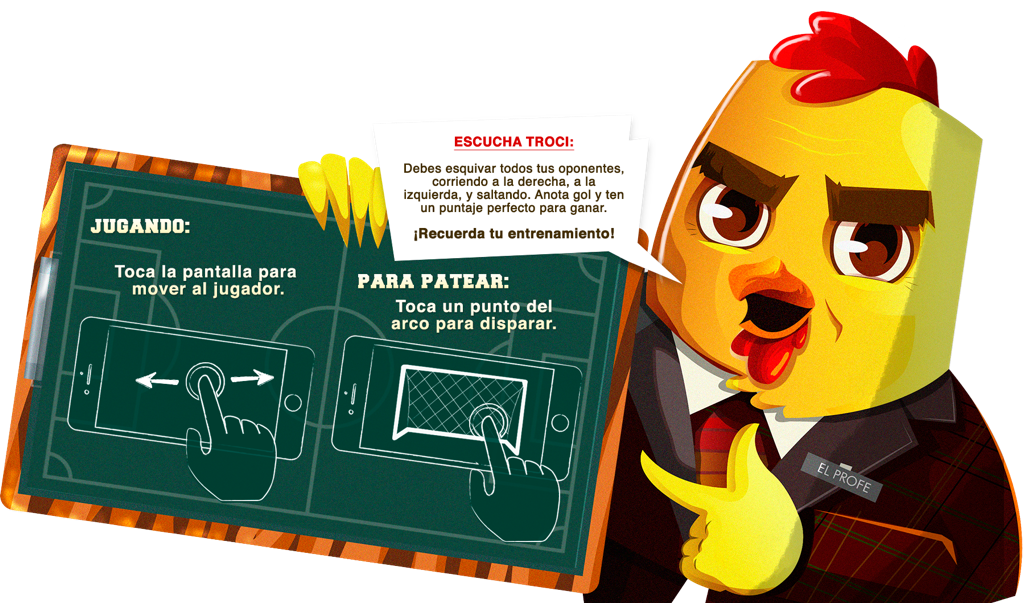 ESCUCHA TROCI:
Debes esquivar todos tus oponentes,
corriendo a la derecha, a la
izquierda, y saltando. Anota gol y ten
un puntaje perfecto para ganar.
¡Recuerda tu entrenamiento!
JUGANDO:
Toca la pantalla para
mover al jugador.
PARA PATEAR:
Toca un punto del
arco para disparar.
EL PROFE